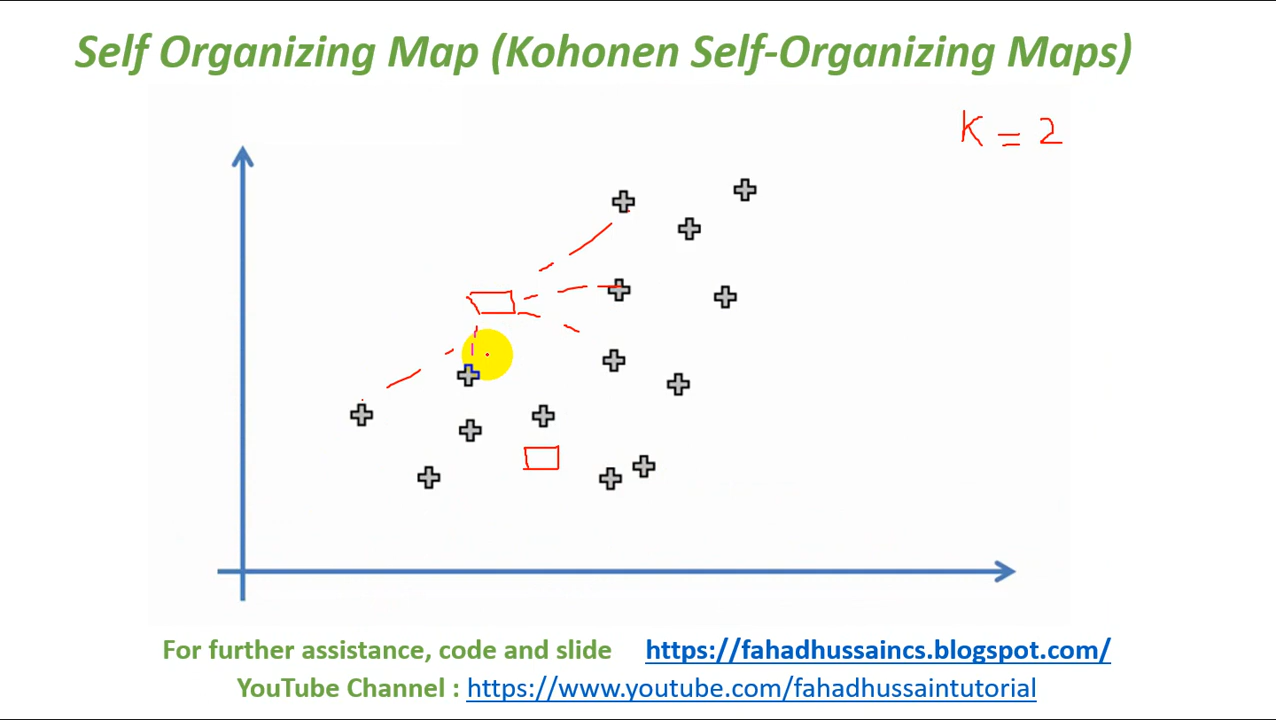 Self Organizing Map (Kohonen Self-Organizing Maps)
K = 2
For further assistance, code and slide https://fahadhussaincs.blogspot.com/
YouTube Channel : https://www.youtube.com/fahadhussaintutorial